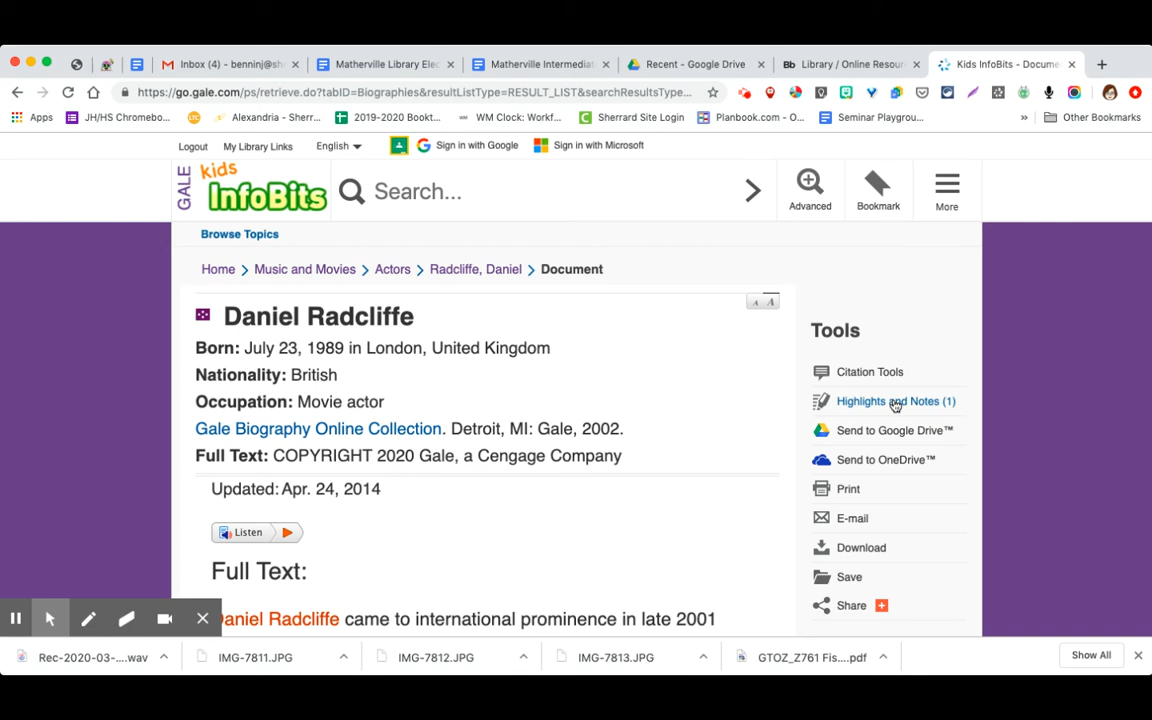 Inbox (4) - benninj@sh
Matherville Library Elec
Matherville Intermediat
Recent - Google Drive
Bb Library / Online Resour
Kids InfoBits - Docume
https://go.gale.com/ps/retrieve.do?tabID=Biographies&resultListType=RESULT_LIST&searchResultsType...
Apps
JH/HS Chromebo...
Alexandria - Sherr...
2019-2020 Bookt...
WM Clock: Workf...
Sherrard Site Login
Planbook.com - O...
Seminar Playgrou...
»
Other Bookmarks
Logout
My Library Links
English
Sign in with Google
Sign in with Microsoft
GALE
kids
InfoBits
Search...
Advanced
Bookmark
More
Browse Topics
Home > Music and Movies > Actors > Radcliffe, Daniel > Document
A A
Daniel Radcliffe
Born: July 23, 1989 in London, United Kingdom
Nationality: British
Occupation: Movie actor
Gale Biography Online Collection. Detroit, MI: Gale, 2002.
Full Text: COPYRIGHT 2020 Gale, a Cengage Company
Updated: Apr. 24, 2014
Listen
Full Text:
Daniel Radcliffe came to international prominence in late 2001
Tools
Citation Tools
Highlights and Notes (1)
Send to Google Drive™
Send to OneDrive™
Print
E-mail
Download
Save
Share
Rec-2020-03-....wav
IMG-7811.JPG
IMG-7812.JPG
IMG-7813.JPG
GTOZ_Z761 Fis....pdf
Show All